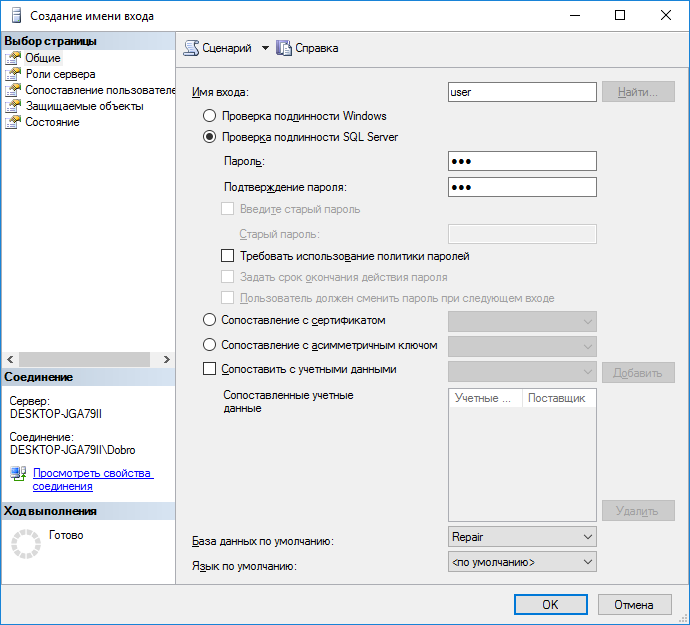 Создание имени входа
Выбор страницы
Общие
Роли сервера
Сопоставление пользователе
Защищаемые объекты
Состояние
Сценарий
Справка
Имя входа:
user
Найти...
Проверка подлинности Windows
Проверка подлинности SQL Server
Пароль:
●●●
Подтверждение пароля:
●●●
Введите старый пароль
Старый пароль:
Требовать использование политики паролей
Задать срок окончания действия пароля
Пользователь должен сменить пароль при следующем входе
Сопоставление с сертификатом
Сопоставление с асимметричным ключом
Сопоставить с учетными данными
Добавить
Сопоставленные учетные
данные
Учетные ...
Поставщик
Удалить
База данных по умолчанию:
Repair
Язык по умолчанию:
<по умолчанию>
Соединение
Сервер:
DESKTOP-JGA79II
Соединение:
DESKTOP-JGA79II\Dobro
Просмотреть свойства
соединения
Ход выполнения
Готово
OK
Отмена